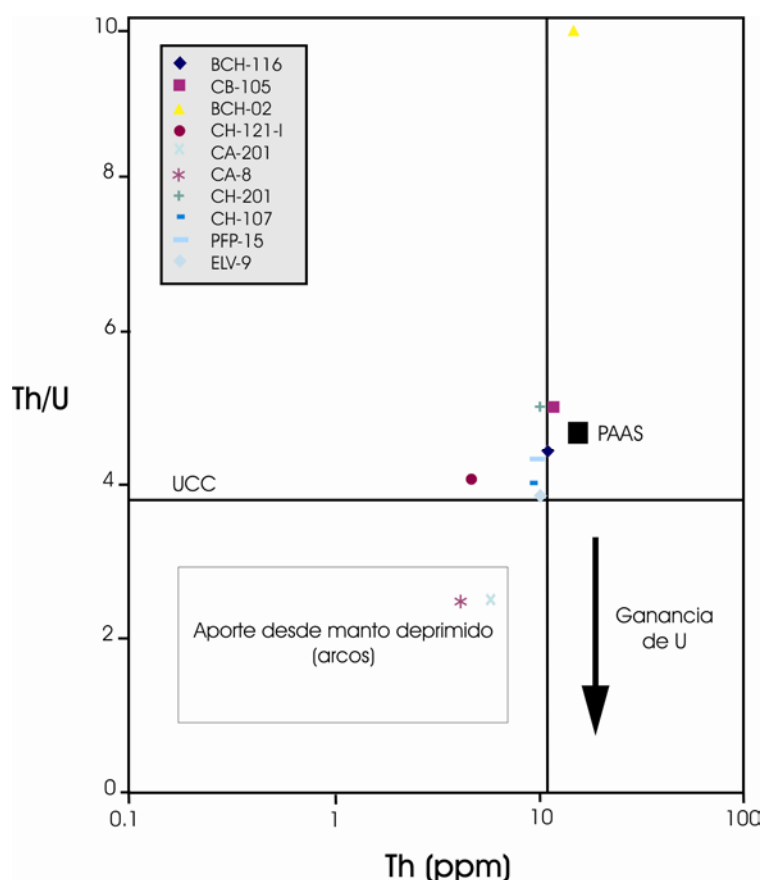 10
BCH-116
CB-105
BCH-02
CH-121-I
CA-201
CA-8
CH-201
CH-107
PFP-15
ELV-9
8
6
Th/U
PAAS
4
UCC
Aporte desde manto deprimido
(arcos)
Ganancia
de U
2
0
0.1
1
10
100
Th (ppm)